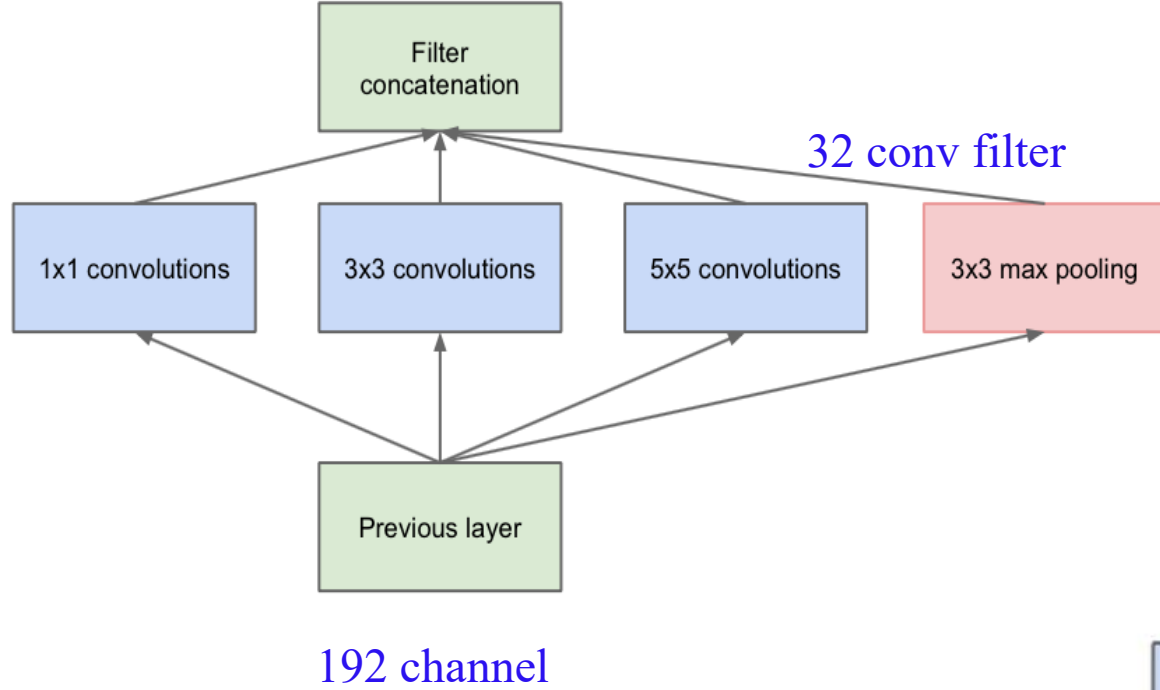 Filter
concatenation
32 conv filter
1x1 convolutions
3x3 convolutions
5x5 convolutions
3x3 max pooling
Previous layer
192 channel